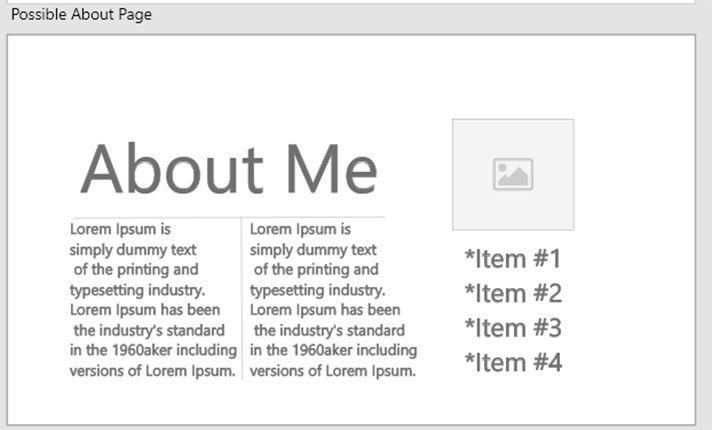 Possible About Page
About Me
Lorem Ipsum is
simply dummy text
of the printing and
typesetting industry.
Lorem Ipsum has been
the industry's standard
in the 1960aker including
versions of Lorem Ipsum.
Lorem Ipsum is
simply dummy text
of the printing and
typesetting industry.
Lorem Ipsum has been
the industry's standard
in the 1960aker including
versions of Lorem Ipsum.
*Item #1
*Item #2
*Item #3
*Item #4